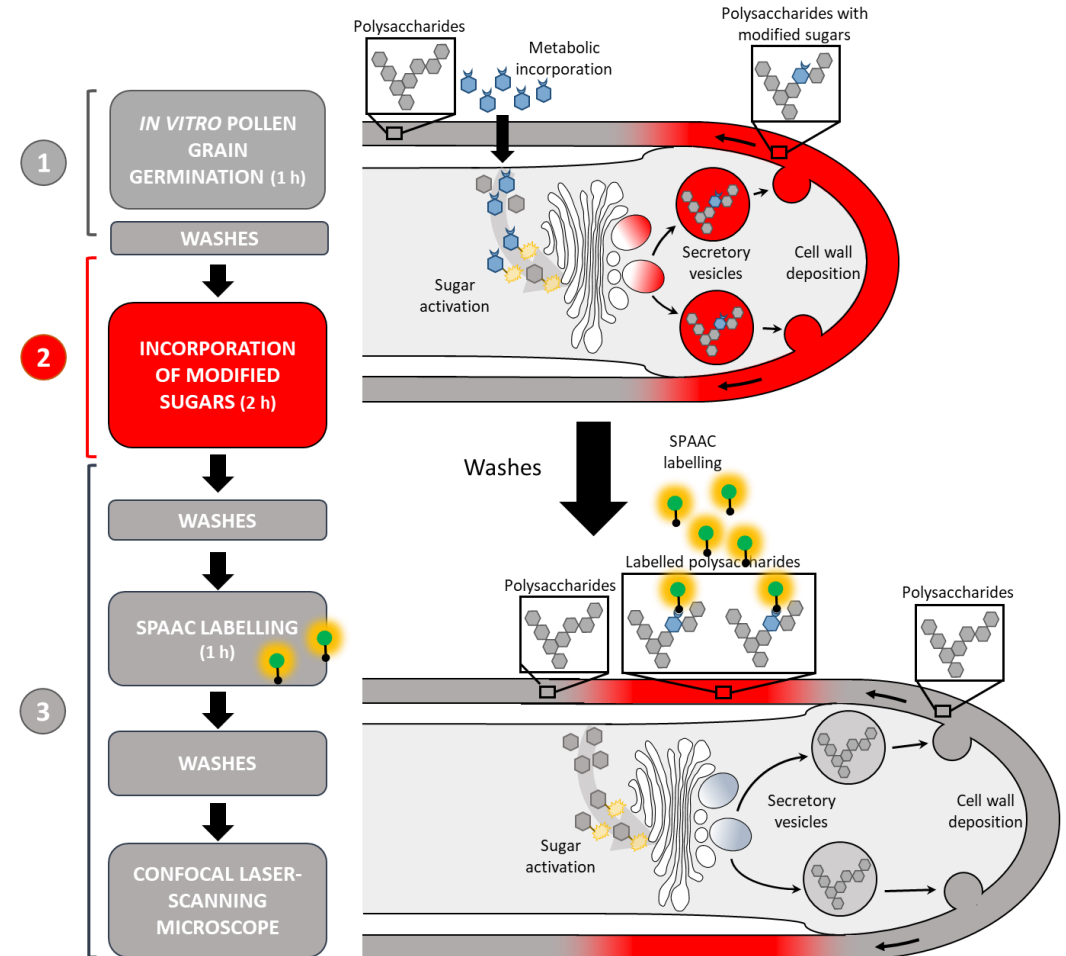 1
IN VITRO POLLEN
GRAIN
GERMINATION (1 h)
WASHES
2
INCORPORATION
OF MODIFIED
SUGARS (2 h)
3
WASHES
SPAAC LABELLING
(1 h)
WASHES
CONFOCAL LASER-
SCANNING
MICROSCOPE
Polysaccharides
Metabolic
incorporation
Polysaccharides with
modified sugars
Sugar
activation
Secretory
vesicles
Cell wall
deposition
Washes
SPAAC
labelling
Polysaccharides
Labelled polysaccharides
Polysaccharides
Sugar
activation
Secretory
vesicles
Cell wall
deposition